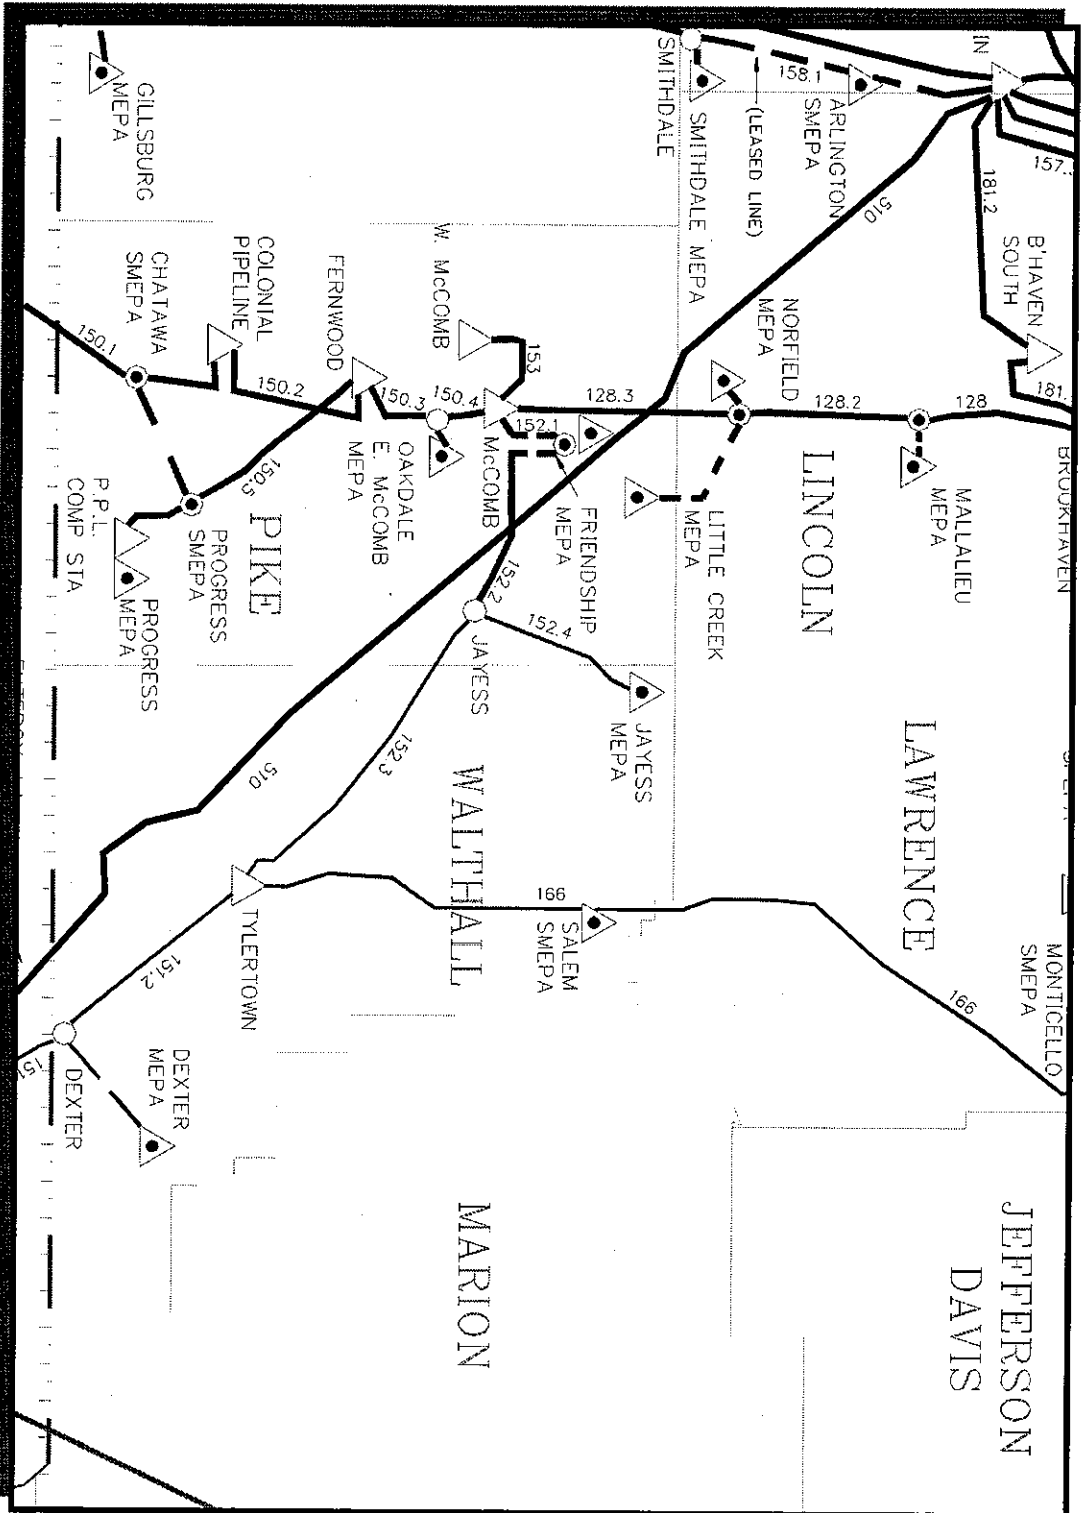 JEFFERSON
DAVIS
MONTICELLO
SMEPA
BROOKHAVEN
LAWRENCE
LINCOLN
MARION
WALTHALL
PIKE
IN
157.
181.2
B'HAVEN
SOUTH
181.
128
MALLALIEU
MEPA
128.2
166
ARLINGTON
SMEPA
158.1
(LEASED LINE)
510
SMITHDALE
SMITHDALE MEPA
NORFIELD
MEPA
LITTLE CREEK
MEPA
128.3
FRIENDSHIP
MEPA
JAYESS
MEPA
166
SALEM
SMEPA
W. McCOMB
153
152.1
McCOMB
152.2
152.4
JAYESS
152.3
150.4
150.3
OAKDALE
E. McCOMB
MEPA
FERNWOOD
150.2
COLONIAL
PIPELINE
150.5
510
TYLERTOWN
151.2
CHATAWA
SMEPA
150.1
PROGRESS
SMEPA
PROGRESS
MEPA
P.P.L.
COMP STA
GILLSBURG
MEPA
DEXTER
MEPA
DEXTER
151